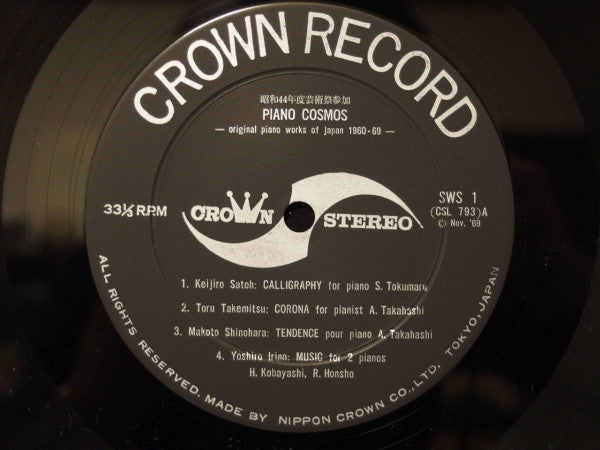 CROWN RECORD
昭和44年度芸術祭参加
PIANO COSMOS
— original piano works of japan 1960-69 —
33⅓ RPM
CROWN STEREO
SWS 1
(CSL 793)A
© Nov. '69
1. Keijiro Satoh: CALLIGRAPHY for piano S. Tokumaru
2. Toru Takemitsu: CORONA for pianist A. Takahashi
3. Makoto Shinohara: TENDENCE pour piano A. Takahashi
4. Yoshiro Irino: MUSIC for 2 pianos
H. Kobayashi, R. Honsho
ALL RIGHTS RESERVED. MADE BY NIPPON CROWN CO., LTD. TOKYO, JAPAN